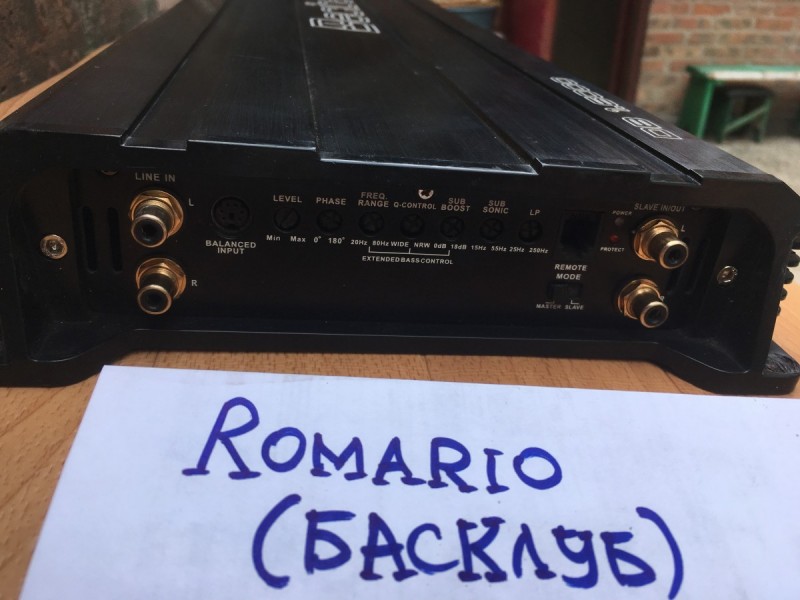 LINE IN
L
R
BALANCED
INPUT
LEVEL
Min Max
PHASE
0° 180°
FREQ.
RANGE
20Hz 80Hz
Q-CONTROL
WIDE NRW
SUB
BOOST
0dB 18dB
EXTENDED BASS CONTROL
SUB
SONIC
15Hz 55Hz
LP
25Hz 250Hz
POWER
PROTECT
REMOTE
MODE
MASTER SLAVE
SLAVE IN/OUT
L
R
ROMARIO
(БАСКЛУБ)